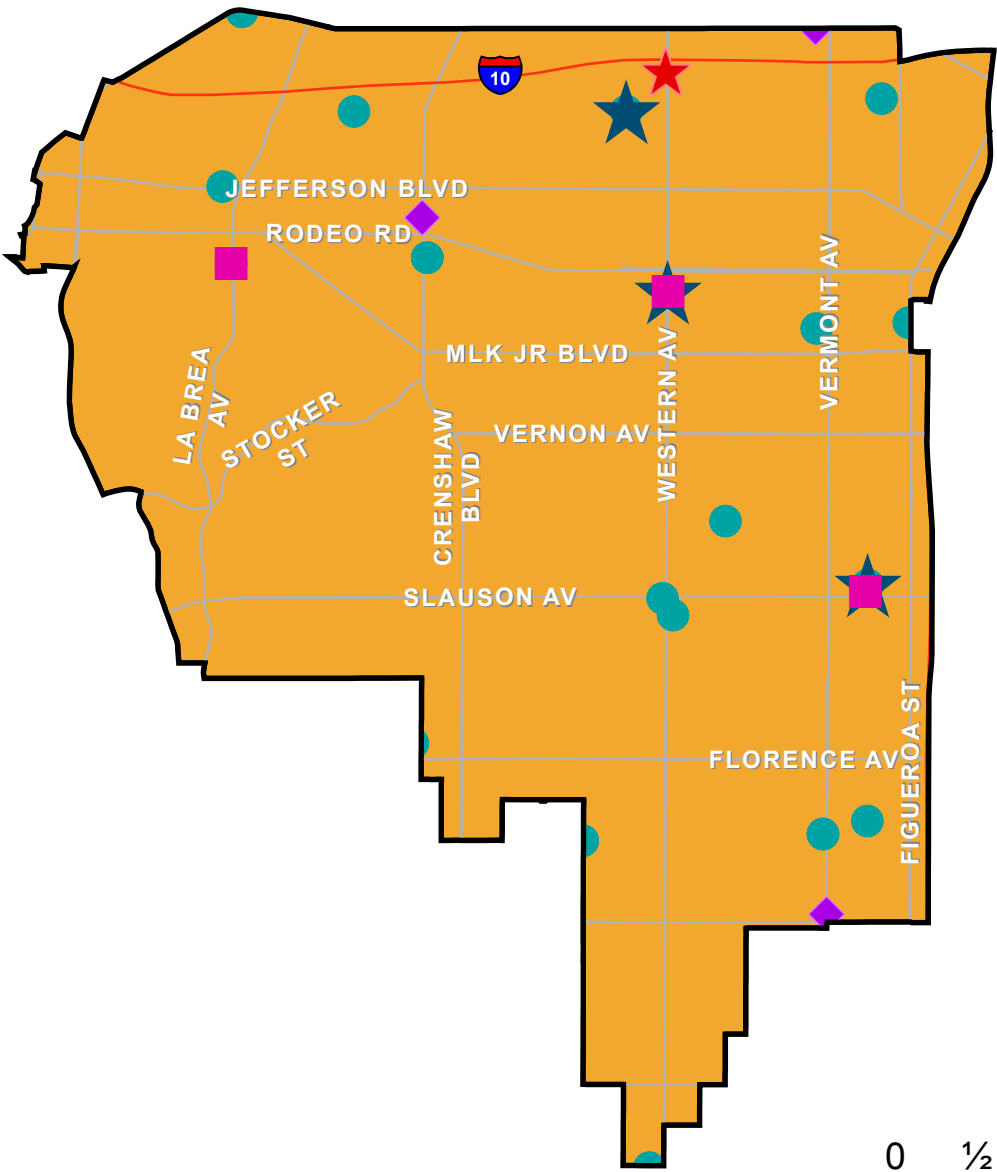 10
JEFFERSON BLVD
RODEO RD
VERMONT AV
MLK JR BLVD
WESTERN AV
LA BREA
AV
STOCKER
ST
CRENSHAW
BLVD
VERNON AV
SLAUSON AV
FIGUEROA ST
FLORENCE AV
0 ½